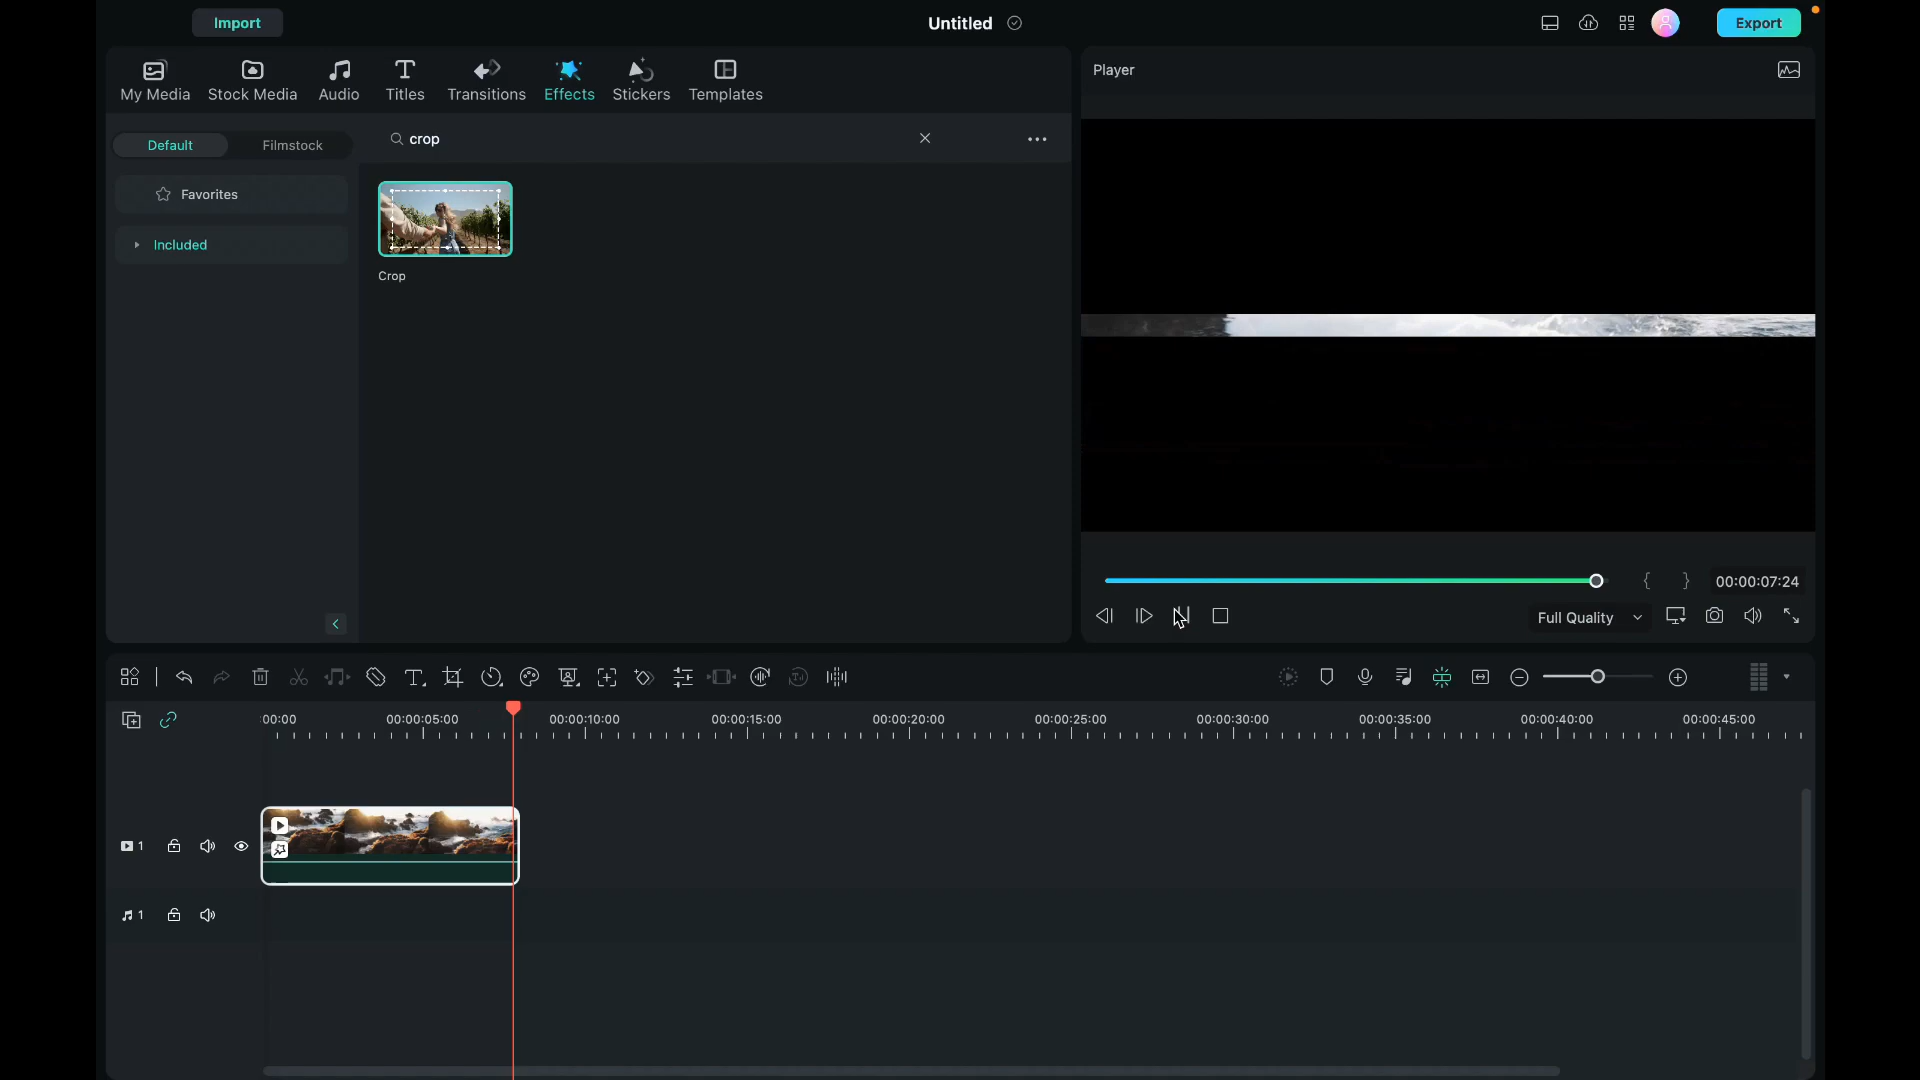 Import
Untitled
Export
My Media
Stock Media
Audio
Titles
Transitions
Effects
Stickers
Templates
Player
Default
Filmstock
crop
Favorites
Included
Crop
{ }
00:00:07:24
Full Quality
:00:00
00:00:05:00
00:00:10:00
00:00:15:00
00:00:20:00
00:00:25:00
00:00:30:00
00:00:35:00
00:00:40:00
00:00:45:00
1
1